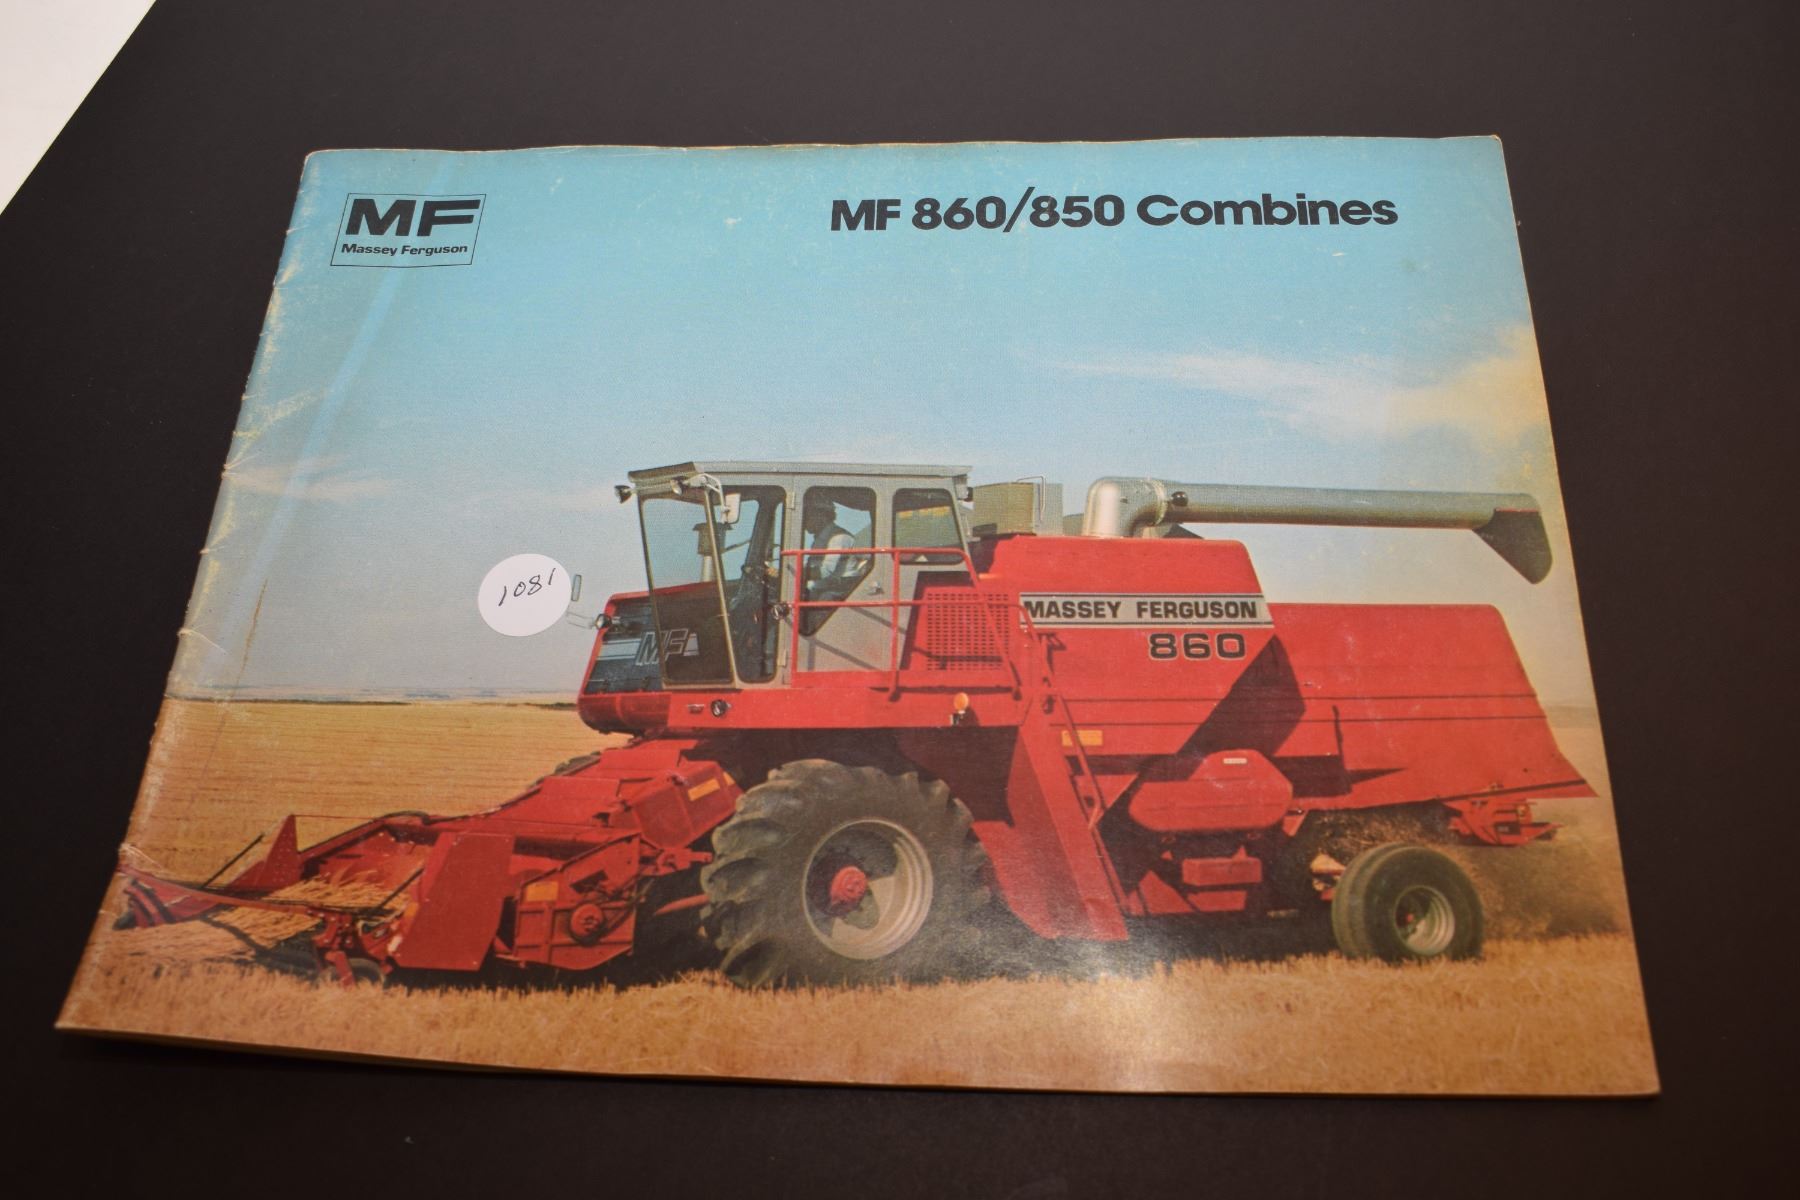 MF
Massey Ferguson
MF 860/850 Combines
1081
MF
MASSEY FERGUSON
860